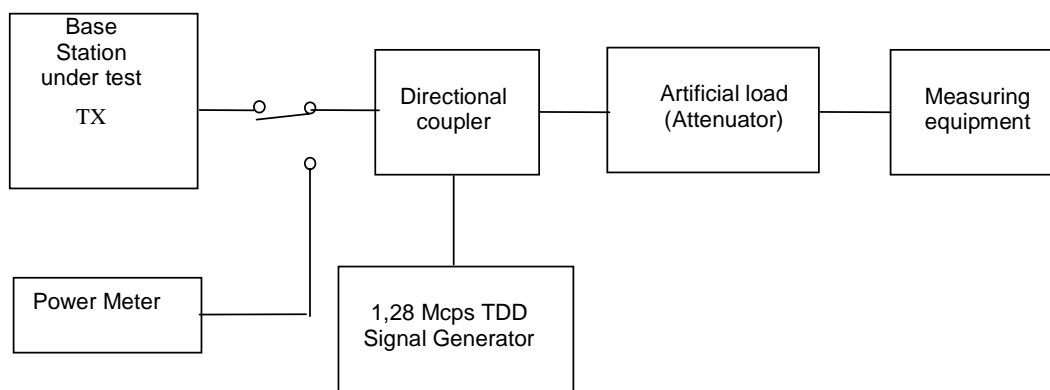 Base
Station
under test
TX
Directional
coupler
Artificial load
(Attenuator)
Measuring
equipment
Power Meter
1,28 Mcps TDD
Signal Generator